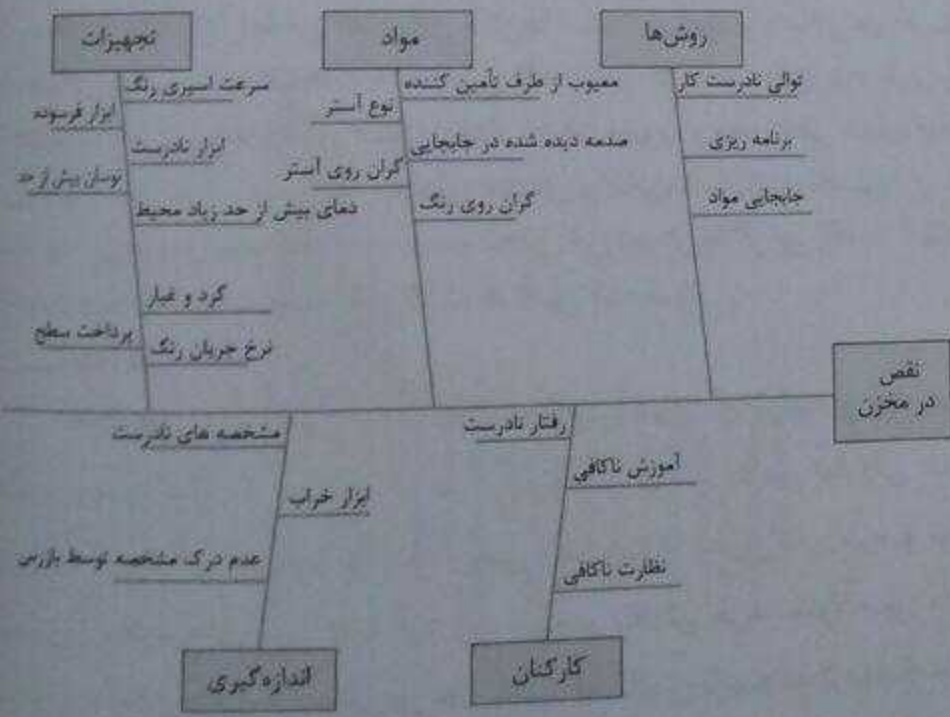 روش‌ها
توالی نادرست کار
برنامه ریزی
جابجایی مواد
مواد
معیوب از طرف تأمین کننده
نوع آستر
صدمه دیده شده در جابجایی
گران روی آستر
گران روی رنگ
تجهیزات
سرعت اسپری رنگ
ابزار فرسوده
ابزار نادرست
نوسان بیش از حد
دمای بیش از حد زیاد محیط
گرد و غبار
پرداخت سطح
نرخ جریان رنگ
نقص
در مخزن
رفتار نادرست
آموزش ناکافی
نظارت ناکافی
کارکنان
مشخصه های نادرست
ابزار خراب
عدم درک مشخصه توسط بازرس
اندازه‌گیری